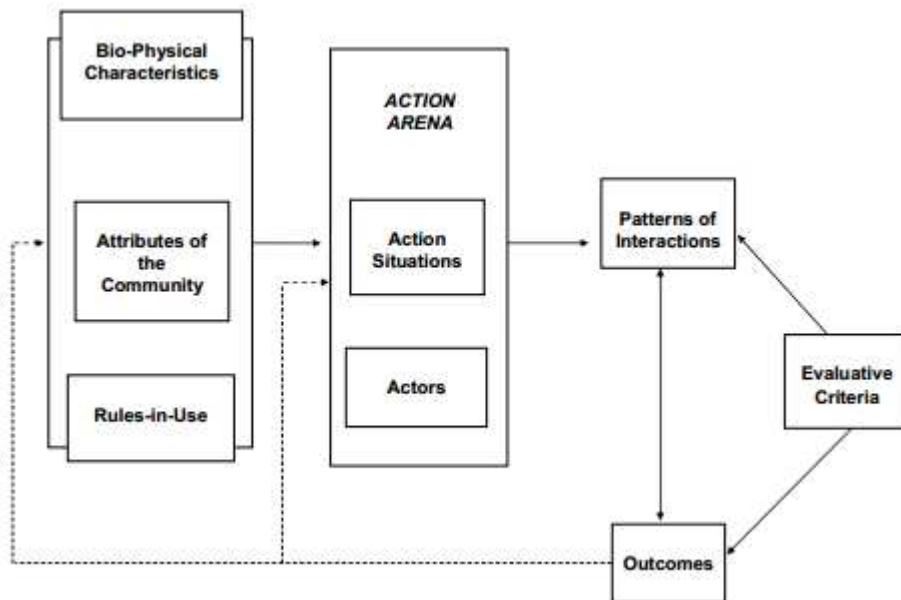 Bio-Physical
Characteristics
Attributes of
the
Community
Rules-in-Use
ACTION
ARENA
Action
Situations
Actors
Patterns of
Interactions
Evaluative
Criteria
Outcomes